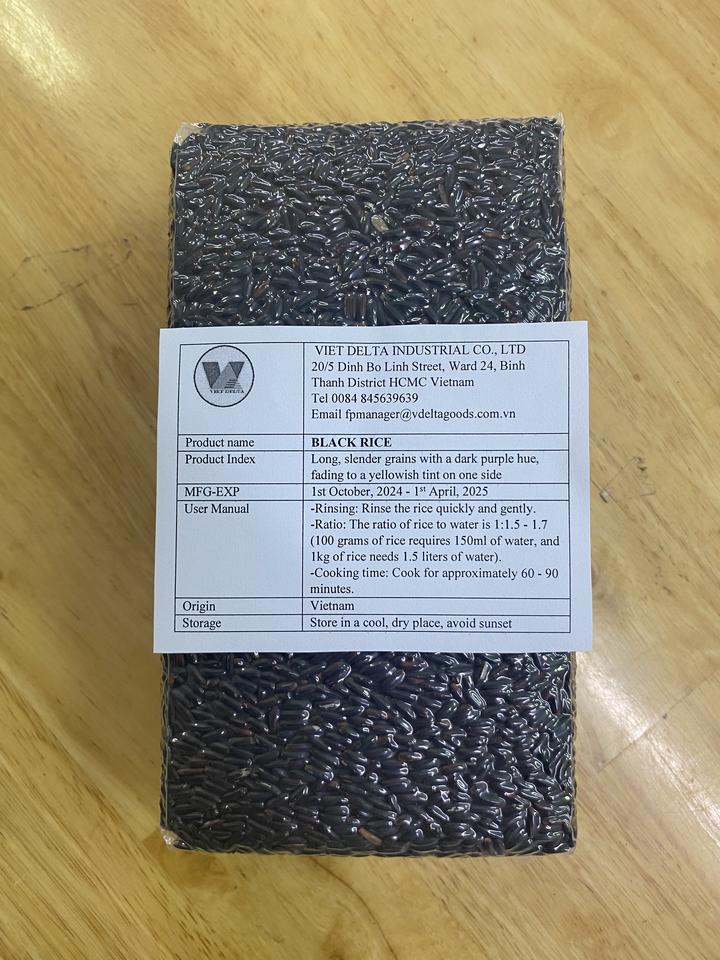 VIET DELTA
VIET DELTA INDUSTRIAL CO., LTD
20/5 Dinh Bo Linh Street, Ward 24, Binh
Thanh District HCMC Vietnam
Tel 0084 845639639
Email fpmanager@vdeltagoods.com.vn
Product name BLACK RICE
Product Index Long, slender grains with a dark purple hue,
fading to a yellowish tint on one side
MFG-EXP 1st October, 2024 - 1st April, 2025
User Manual -Rinsing: Rinse the rice quickly and gently.
-Ratio: The ratio of rice to water is 1:1.5 - 1.7
(100 grams of rice requires 150ml of water, and
1kg of rice needs 1.5 liters of water).
-Cooking time: Cook for approximately 60 - 90
minutes.
Origin Vietnam
Storage Store in a cool, dry place, avoid sunset